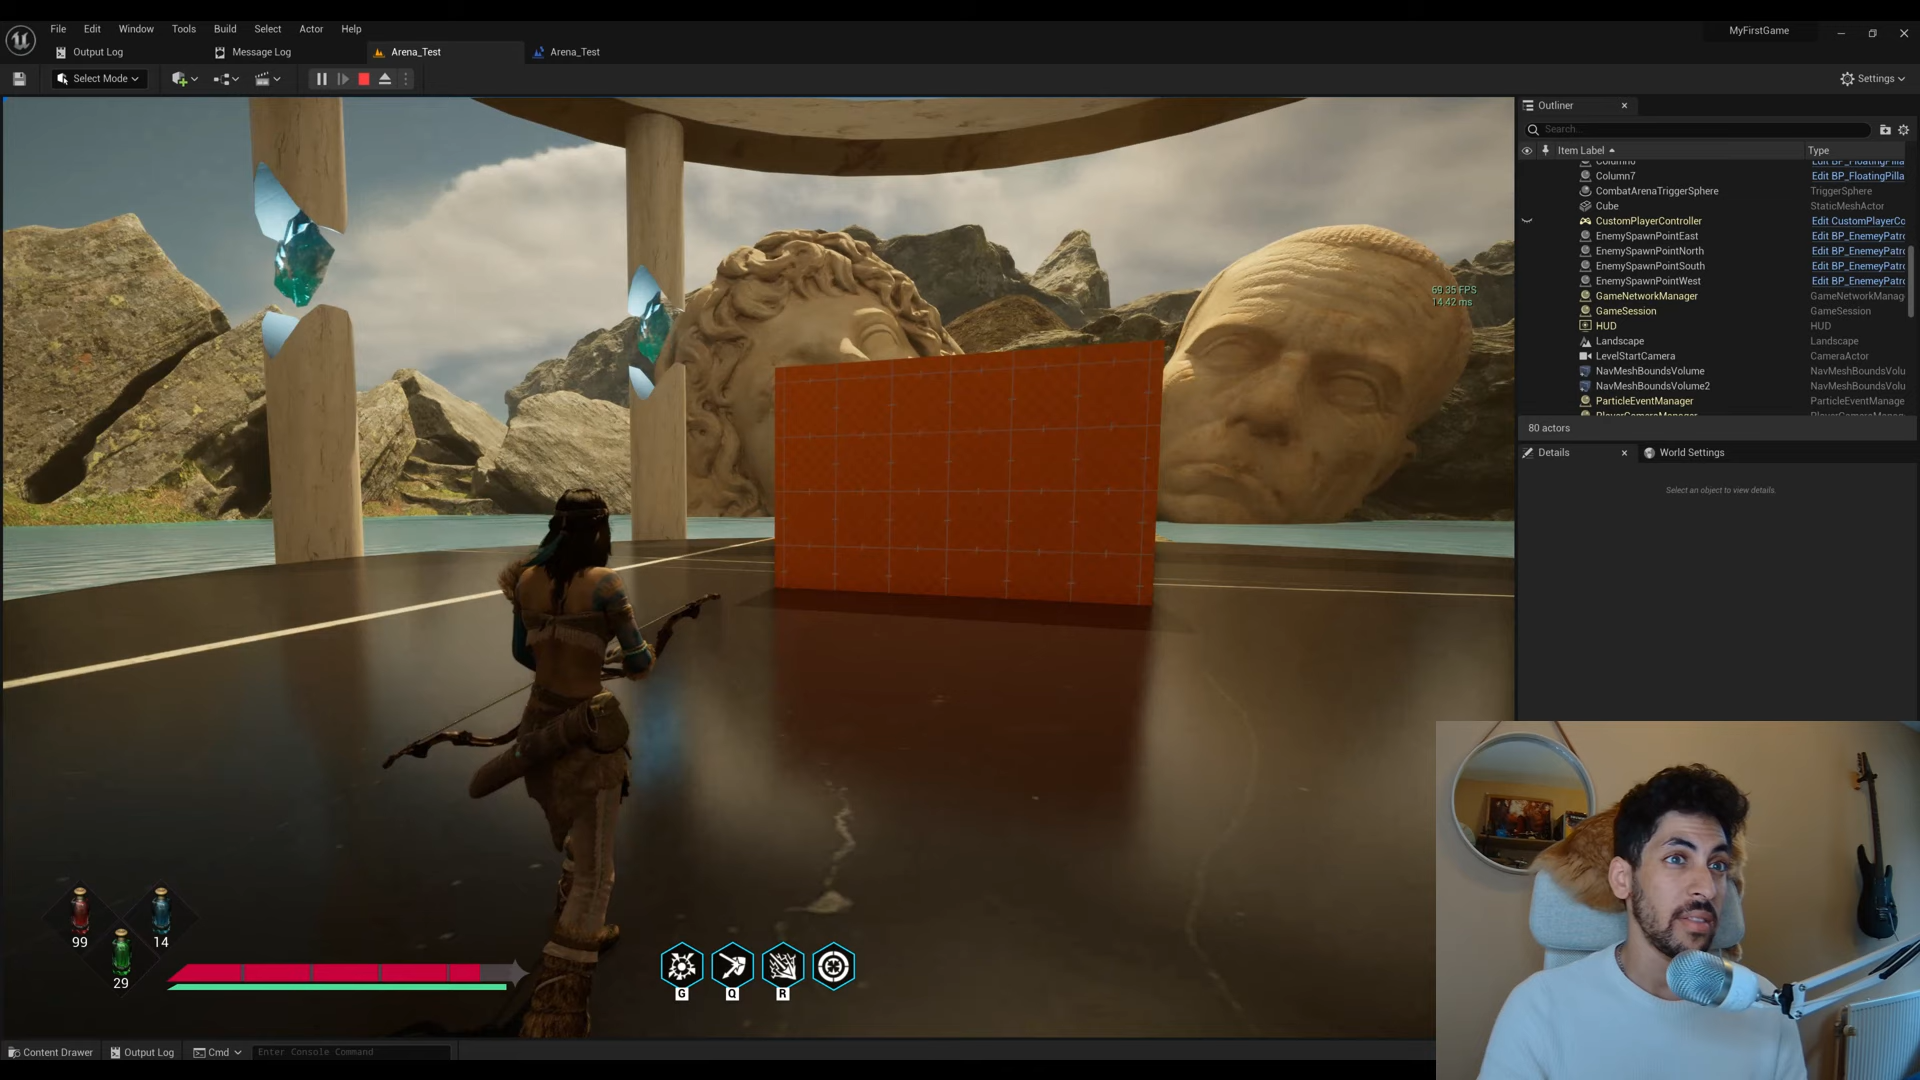 File Edit Window Tools Build Select Actor Help
MyFirstGame
Output Log Message Log Arena_Test Arena_Test
Select Mode
Settings
Outliner
Search...
Item Label Type
Column7 Edit BP_FloatingPilla
CombatArenaTriggerSphere TriggerSphere
Cube StaticMeshActor
CustomPlayerController Edit CustomPlayerCo
EnemySpawnPointEast Edit BP_EnemeyPatro
EnemySpawnPointNorth Edit BP_EnemeyPatro
EnemySpawnPointSouth Edit BP_EnemeyPatro
EnemySpawnPointWest Edit BP_EnemeyPatro
GameNetworkManager GameNetworkManag
GameSession GameSession
HUD HUD
Landscape Landscape
LevelStartCamera CameraActor
NavMeshBoundsVolume NavMeshBoundsVolu
NavMeshBoundsVolume2 NavMeshBoundsVolu
ParticleEventManager ParticleEventManage
80 actors
Details World Settings
Select an object to view details.
69.35 FPS
14.42 ms
99 14
29
G Q R
Content Drawer Output Log Cmd Enter Console Command